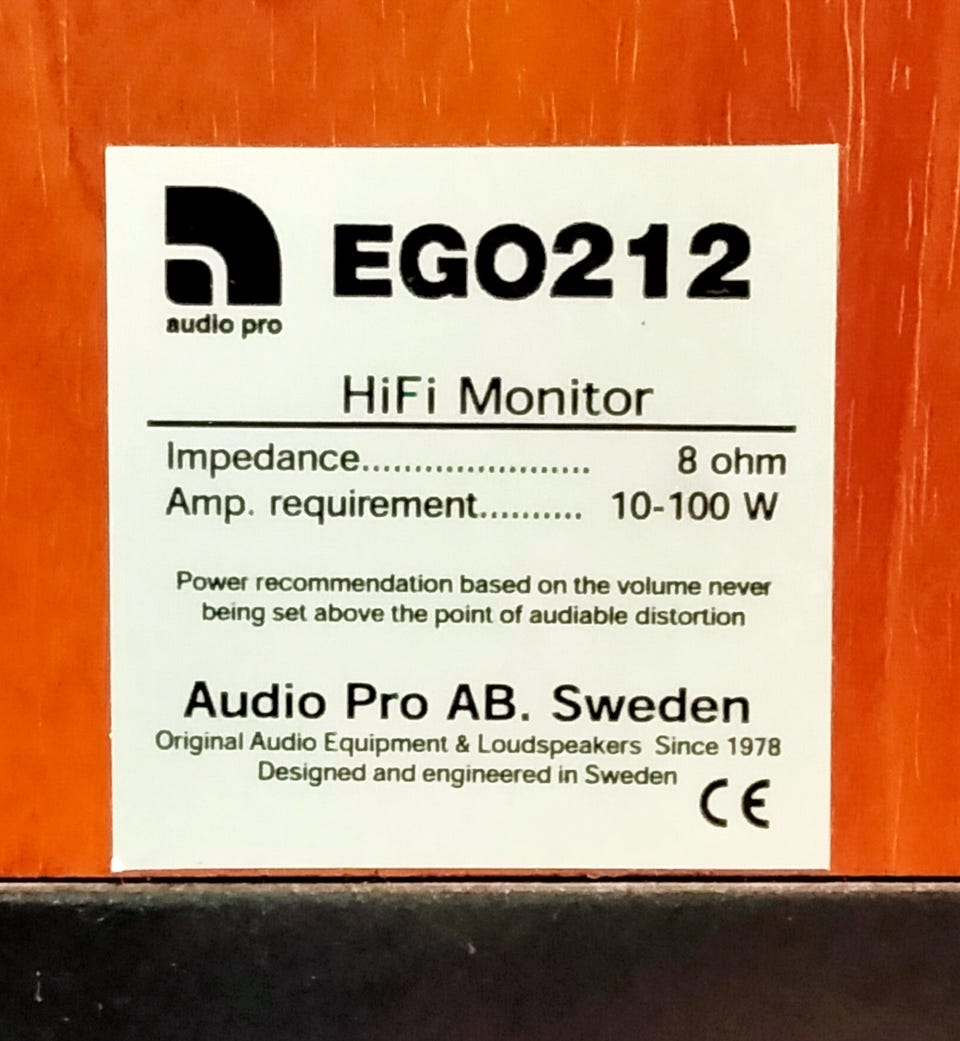 audio pro
EGO212
HiFi Monitor
Impedance...................... 8 ohm
Amp. requirement.......... 10-100 W
Power recommendation based on the volume never
being set above the point of audiable distortion
Audio Pro AB. Sweden
Original Audio Equipment & Loudspeakers Since 1978
Designed and engineered in Sweden
CE